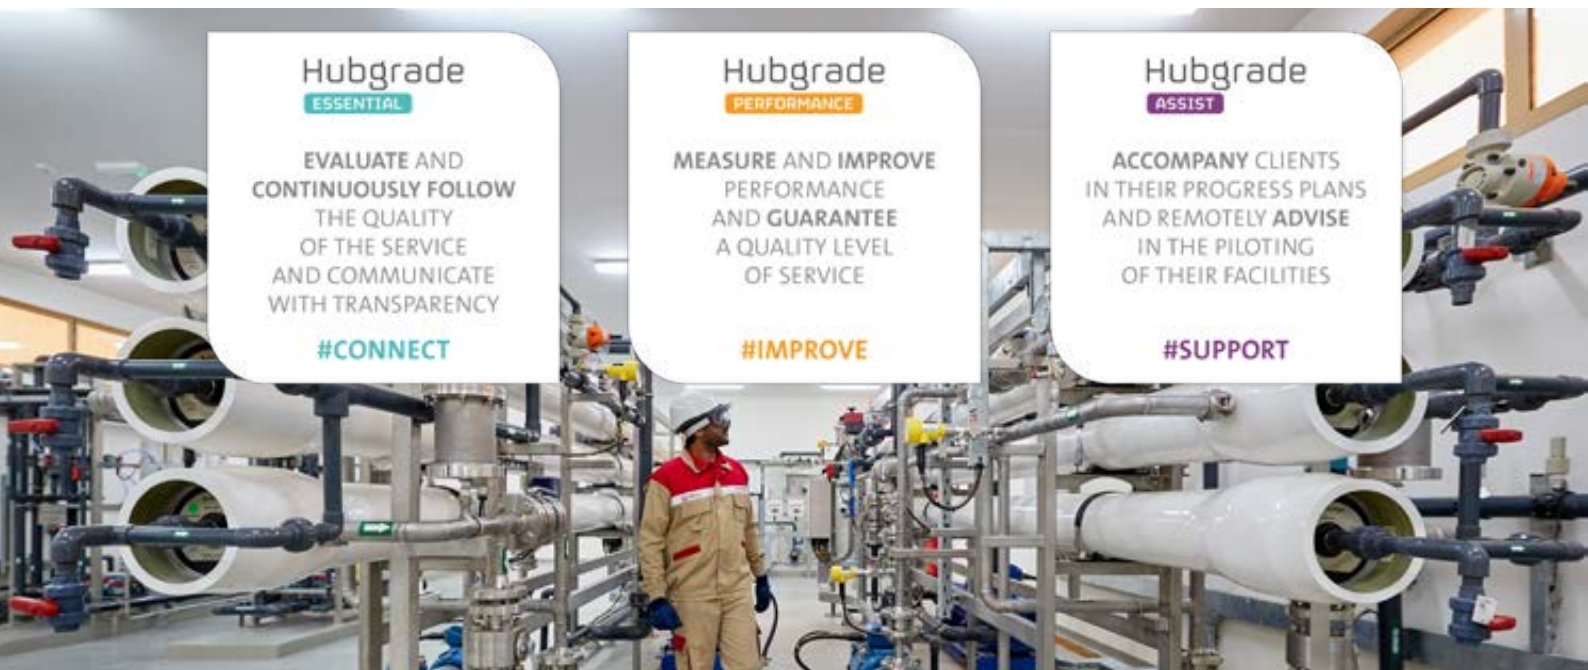 Hubgrade
ESSENTIAL
EVALUATE AND
CONTINUOUSLY FOLLOW
THE QUALITY
OF THE SERVICE
AND COMMUNICATE
WITH TRANSPARENCY
#CONNECT
Hubgrade
PERFORMANCE
MEASURE AND IMPROVE
PERFORMANCE
AND GUARANTEE
A QUALITY LEVEL
OF SERVICE
#IMPROVE
Hubgrade
ASSIST
ACCOMPANY CLIENTS
IN THEIR PROGRESS PLANS
AND REMOTELY ADVISE
IN THE PILOTING
OF THEIR FACILITIES
#SUPPORT